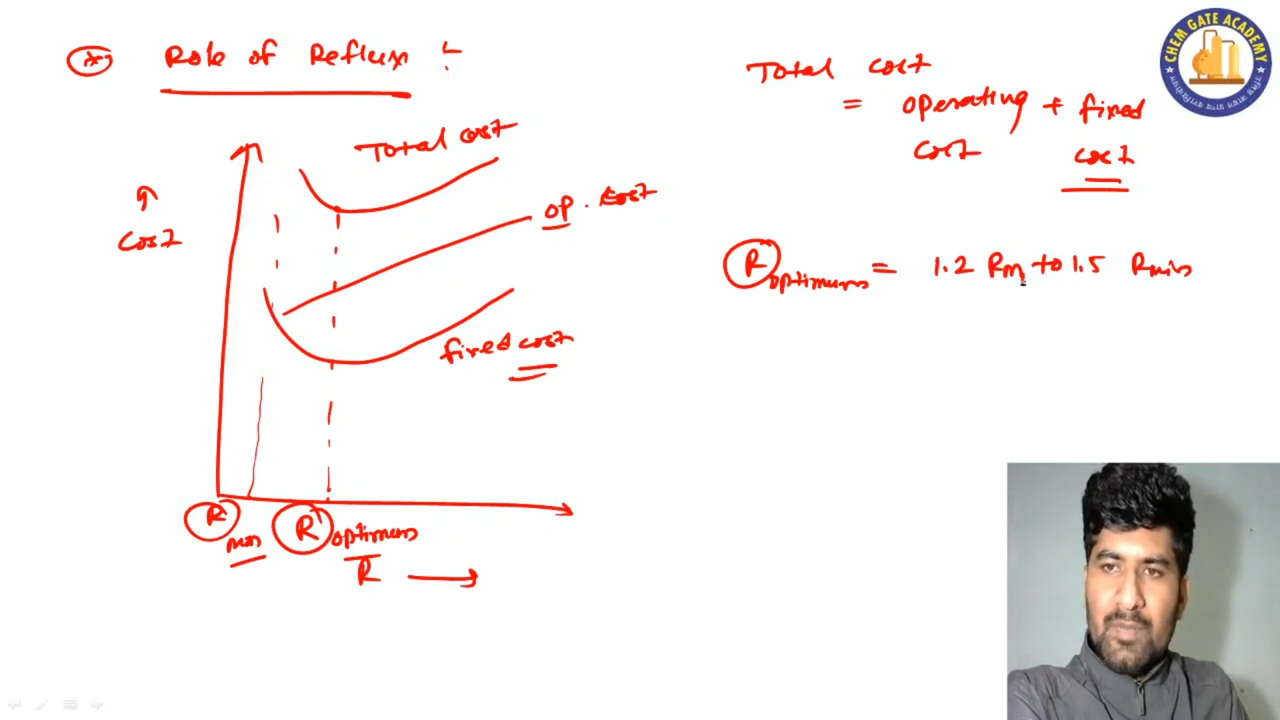 Role of Reflux :-
Total cost
= operating + fixed
cost cost
CHEM GATE ACADEMY
Total cost
↑
cost
op. cost
fixed cost
R optimum = 1.2 Rm to 1.5 Rmin
R min
R optimum
R →